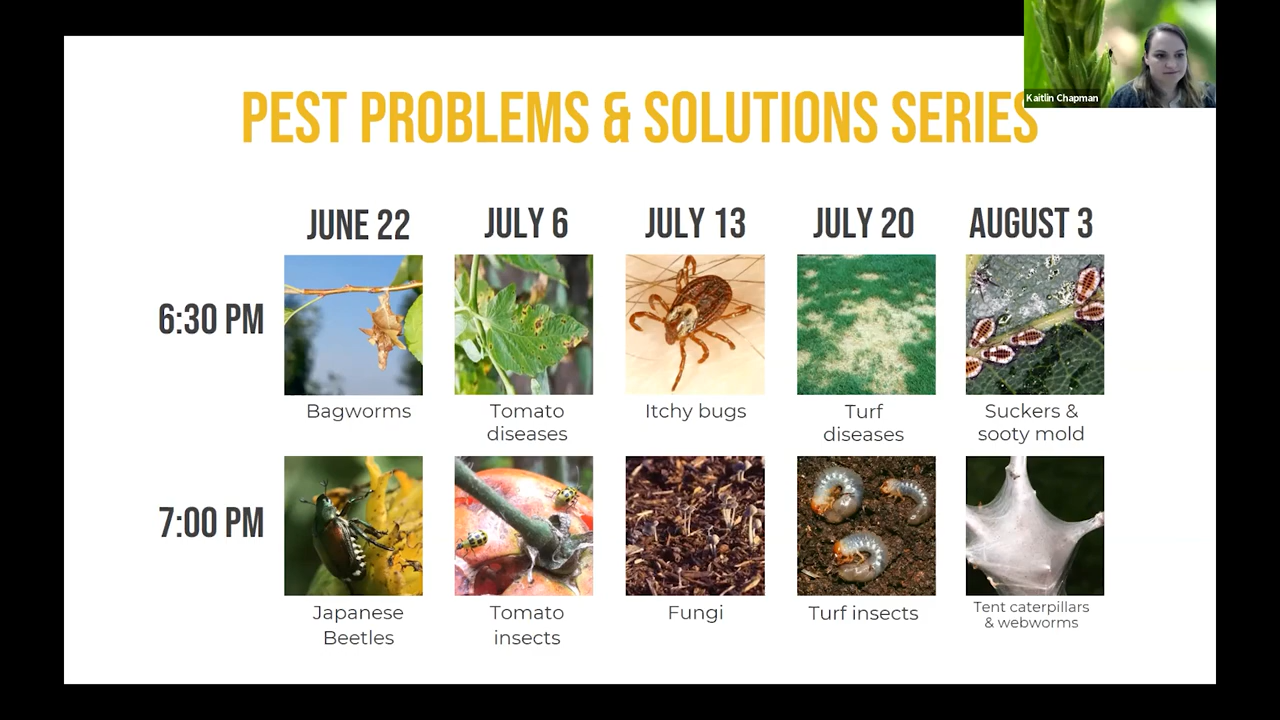 Kaitlin Chapman
PEST PROBLEMS & SOLUTIONS SERIES
JUNE 22
JULY 6
JULY 13
JULY 20
AUGUST 3
6:30 PM
Bagworms
Tomato
diseases
Itchy bugs
Turf
diseases
Suckers &
sooty mold
7:00 PM
Japanese
Beetles
Tomato
insects
Fungi
Turf insects
Tent caterpillars
& webworms